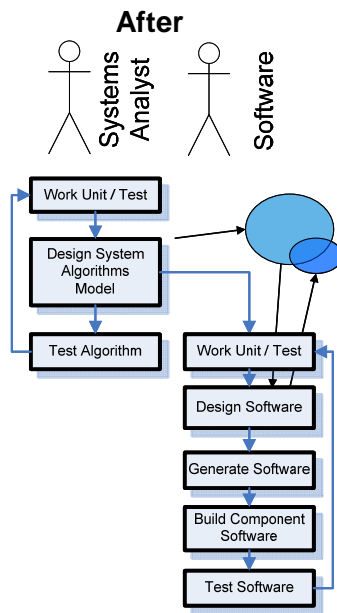 After
Systems
Analyst
Software
Work Unit / Test
Design System
Algorithms
Model
Test Algorithm
Work Unit / Test
Design Software
Generate Software
Build Component
Software
Test Software